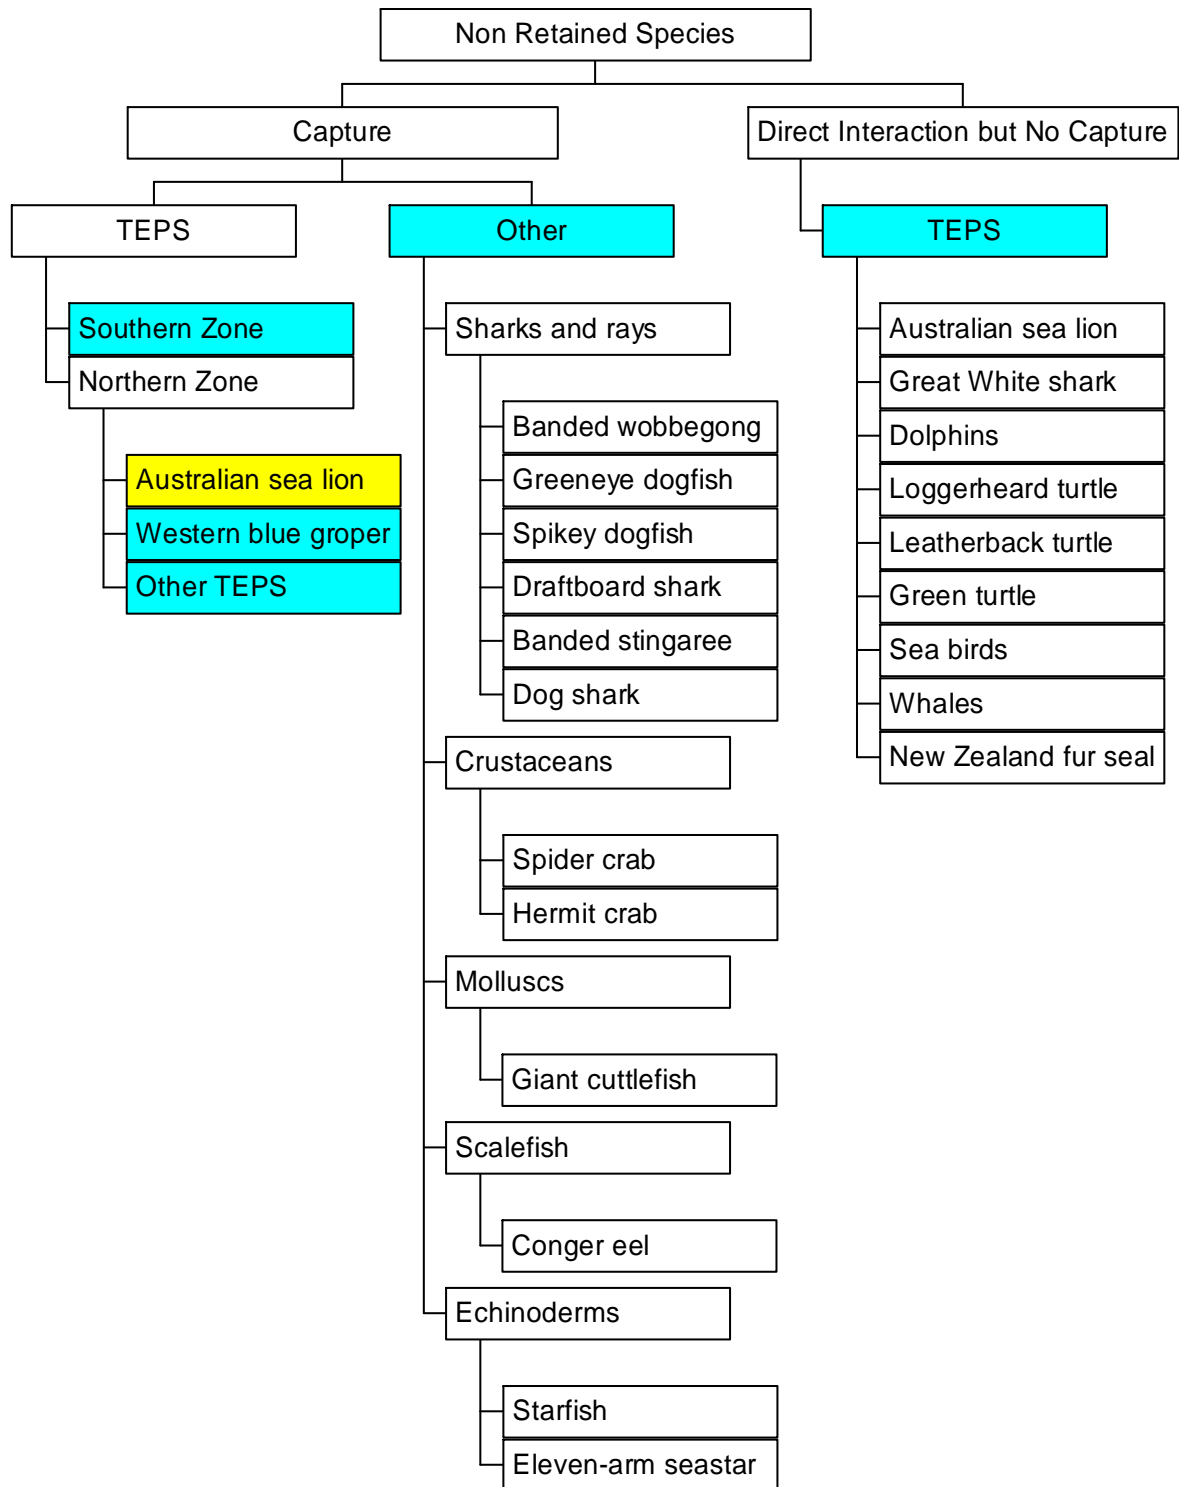 Non Retained Species
Capture
Direct Interaction but No Capture
TEPS
Other
TEPS
Southern Zone
Northern Zone
Australian sea lion
Western blue groper
Other TEPS
Sharks and rays
Banded wobbegong
Greeneye dogfish
Spikey dogfish
Draftboard shark
Banded stingaree
Dog shark
Crustaceans
Spider crab
Hermit crab
Molluscs
Giant cuttlefish
Scalefish
Conger eel
Echinoderms
Starfish
Eleven-arm seastar
Australian sea lion
Great White shark
Dolphins
Loggerheard turtle
Leatherback turtle
Green turtle
Sea birds
Whales
New Zealand fur seal